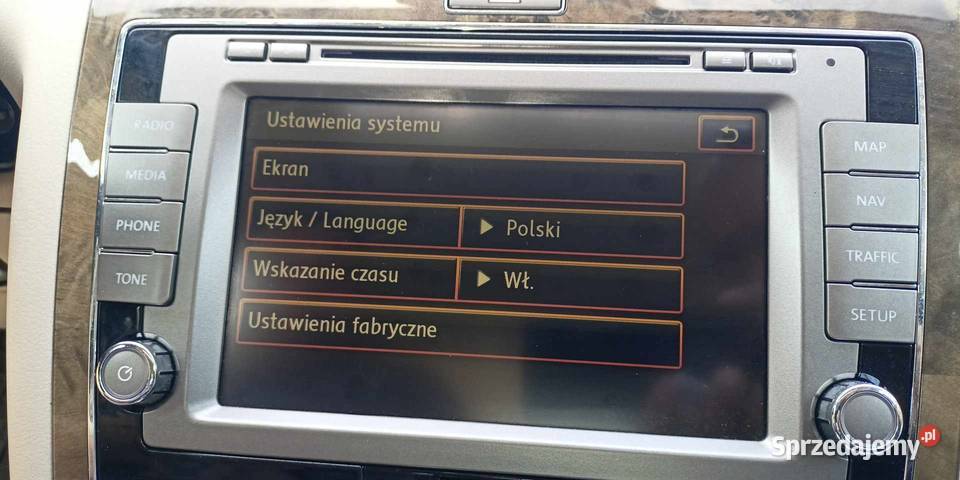 RADIO
MEDIA
PHONE
TONE
Ustawienia systemu
Ekran
Język / Language
Polski
Wskazanie czasu
Wł.
Ustawienia fabryczne
MAP
NAV
TRAFFIC
SETUP
Sprzedajemy.pl